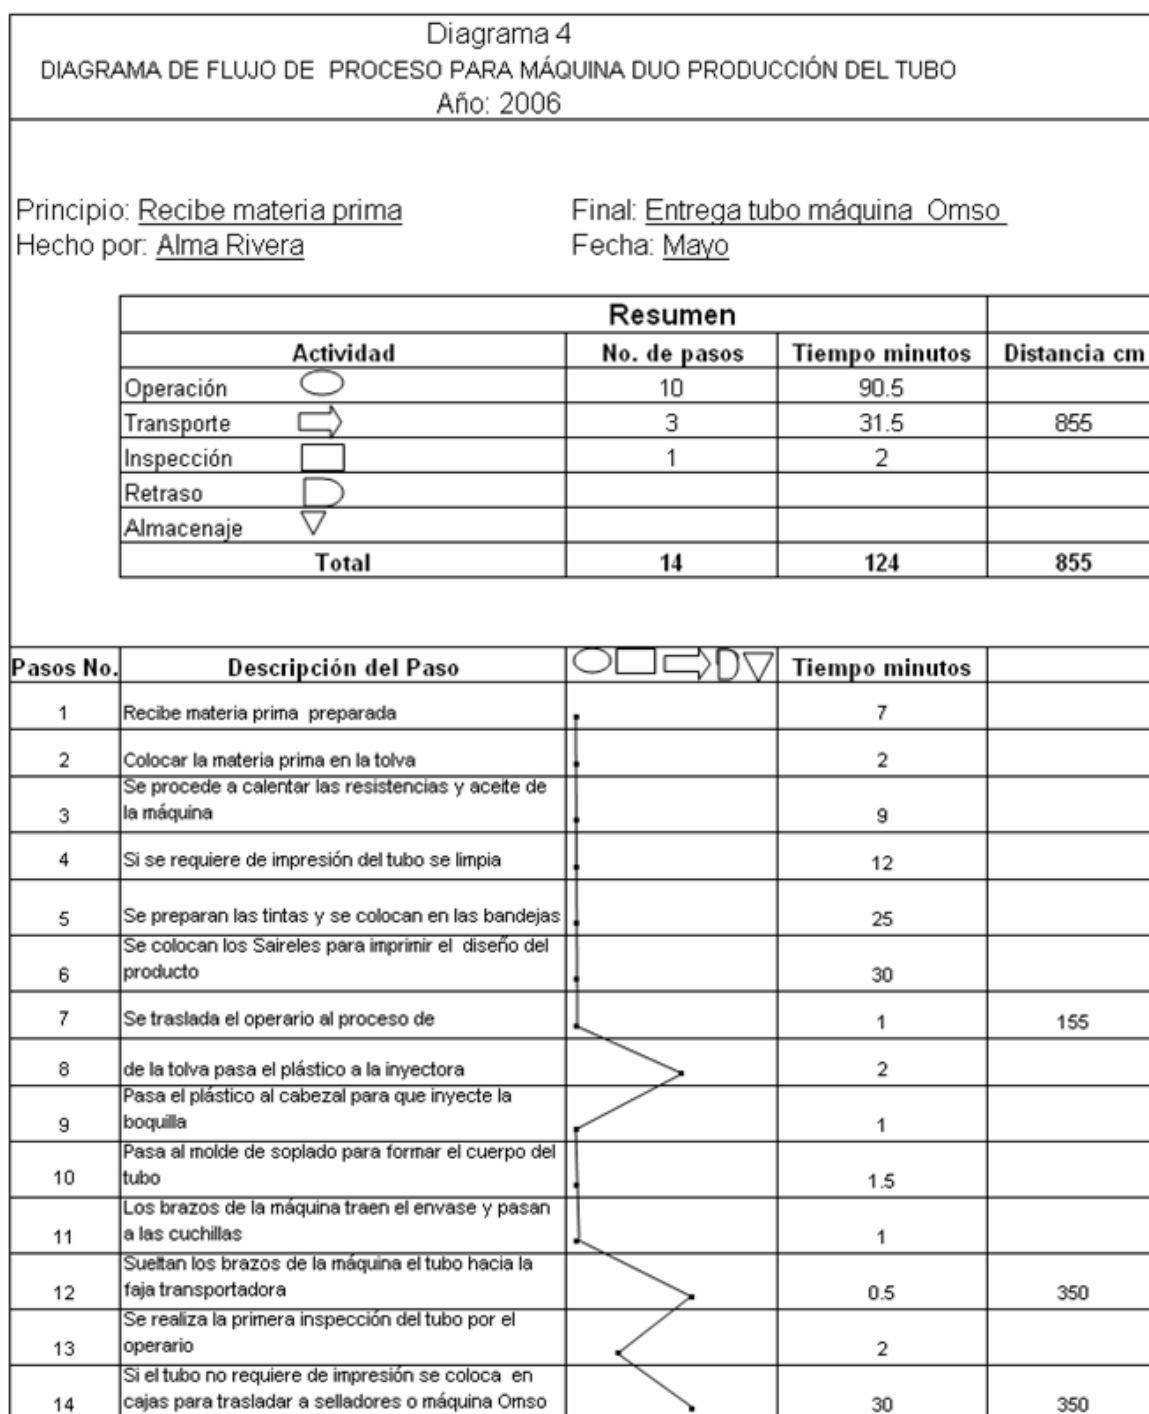 Diagrama 4
DIAGRAMA DE FLUJO DE PROCESO PARA MÁQUINA DUO PRODUCCIÓN DEL TUBO
Año: 2006
Principio: Recibe materia prima Final: Entrega tubo máquina Omso
Hecho por: Alma Rivera Fecha: Mayo
Resumen
Actividad No. de pasos Tiempo minutos Distancia cm
Operación 10 90.5
Transporte 3 31.5 855
Inspección 1 2
Retraso
Almacenaje
Total 14 124 855
Pasos No. Descripción del Paso Tiempo minutos
1 Recibe materia prima preparada 7
2 Colocar la materia prima en la tolva 2
Se procede a calentar las resistencias y aceite de
3 la máquina 9
4 Si se requiere de impresión del tubo se limpia 12
5 Se preparan las tintas y se colocan en las bandejas 25
Se colocan los Saireles para imprimir el diseño del
6 producto 30
7 Se traslada el operario al proceso de 1 155
8 de la tolva pasa el plástico a la inyectora 2
Pasa el plástico al cabezal para que inyecte la
9 boquilla 1
Pasa al molde de soplado para formar el cuerpo del
10 tubo 1.5
Los brazos de la máquina traen el envase y pasan
11 a las cuchillas 1
Sueltan los brazos de la máquina el tubo hacia la
12 faja transportadora 0.5 350
Se realiza la primera inspección del tubo por el
13 operario 2
Si el tubo no requiere de impresión se coloca en
14 cajas para trasladar a selladores o máquina Omso 30 350